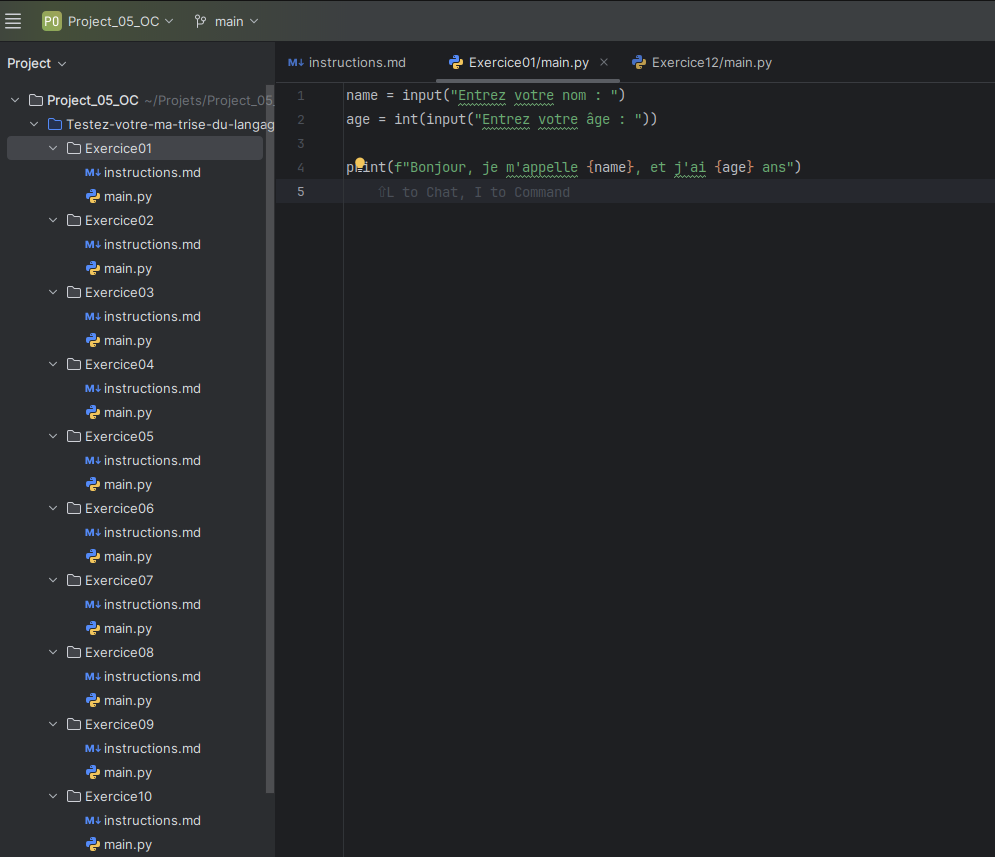 PO Project_05_OC main
Project
Project_05_OC ~/Projets/Project_05_
Testez-votre-ma-trise-du-langag
Exercice01
instructions.md
main.py
Exercice02
instructions.md
main.py
Exercice03
instructions.md
main.py
Exercice04
instructions.md
main.py
Exercice05
instructions.md
main.py
Exercice06
instructions.md
main.py
Exercice07
instructions.md
main.py
Exercice08
instructions.md
main.py
Exercice09
instructions.md
main.py
Exercice10
instructions.md
main.py
M↓ instructions.md Exercice01/main.py × Exercice12/main.py
1 name = input("Entrez votre nom : ")
2 age = int(input("Entrez votre âge : "))
3
4 print(f"Bonjour, je m'appelle {name}, et j'ai {age} ans")
5 ⇧L to Chat, I to Command